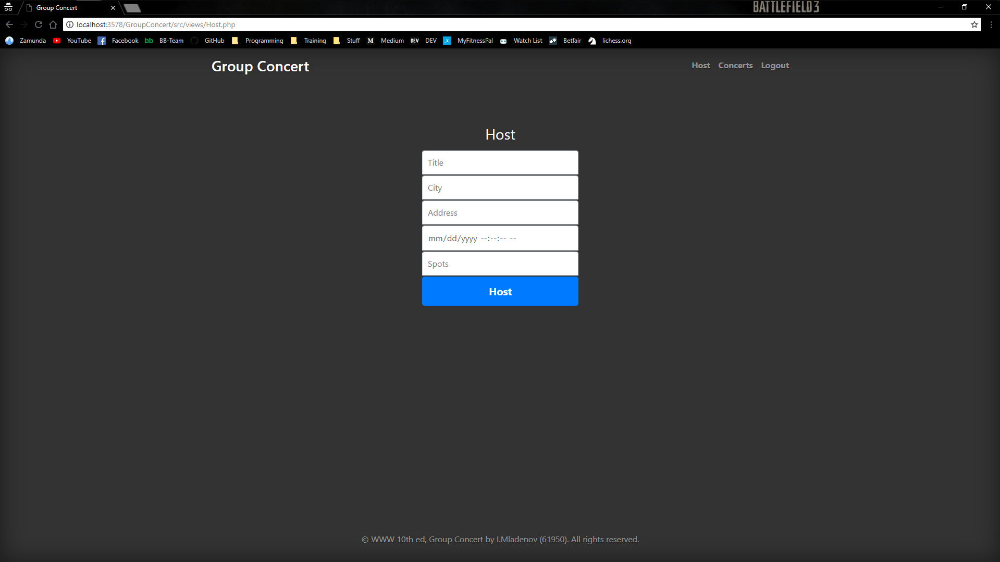 Group Concert
BATTLEFIELD 3
localhost:3578/GroupConcert/src/views/Host.php
Zamunda YouTube Facebook bb BB-Team GitHub Programming Training Stuff M Medium DEV DEV MyFitnessPal Watch List Betfair lichess.org
Group Concert Host Concerts Logout
Host
Title
City
Address
mm/dd/yyyy --:--:-- --
Spots
Host
© WWW 10th ed, Group Concert by I.Mladenov (61950). All rights reserved.